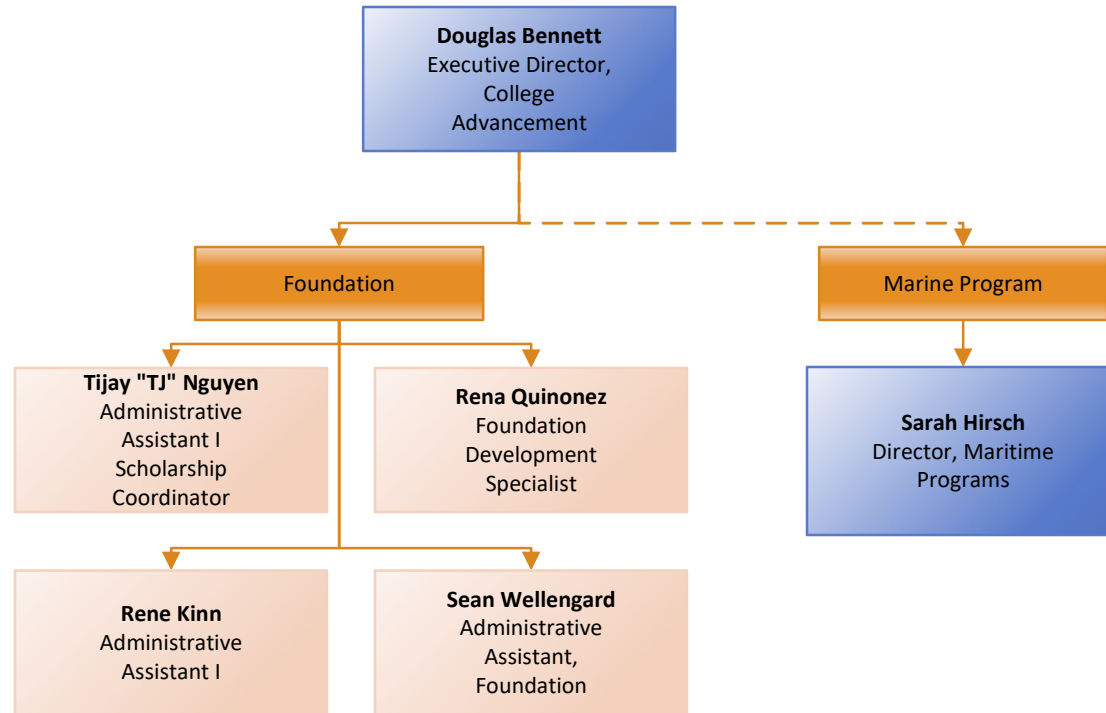 Douglas Bennett
Executive Director,
College
Advancement
Foundation
Marine Program
Tijay "TJ" Nguyen
Administrative
Assistant I
Scholarship
Coordinator
Rena Quinonez
Foundation
Development
Specialist
Sarah Hirsch
Director, Maritime
Programs
Rene Kinn
Administrative
Assistant I
Sean Wellengard
Administrative
Assistant,
Foundation